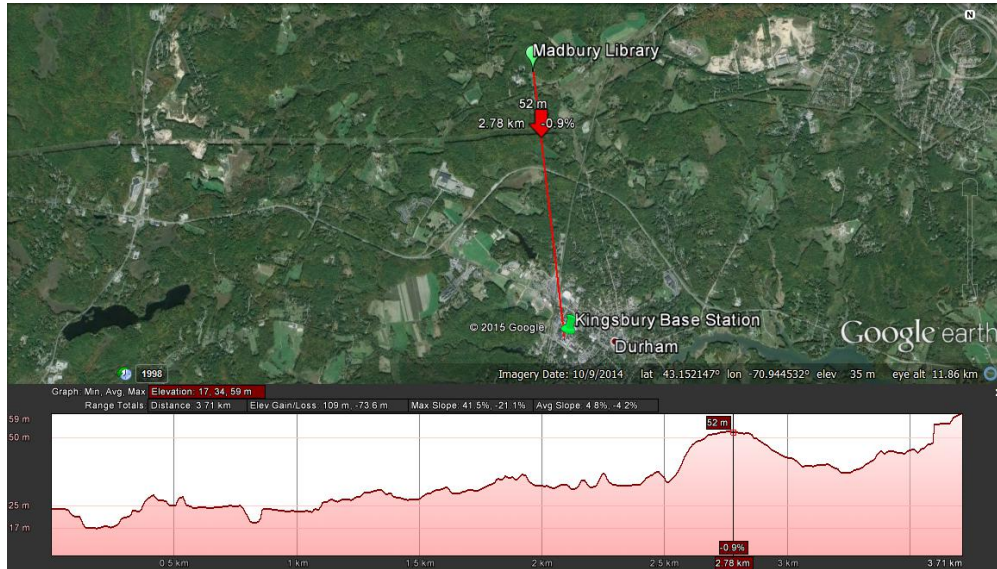 N
Madbury Library
52 m
2.78 km -0.9%
Kingsbury Base Station
© 2015 Google
Durham
Google earth
1998
Imagery Date: 10/9/2014 lat 43.152147° lon -70.944532° elev 35 m eye alt 11.86 km
Graph: Min, Avg, Max Elevation: 17, 34, 59 m
Range Totals: Distance: 3.71 km Elev Gain/Loss: 109 m, -73.6 m Max Slope: 41.5%, -21.1% Avg Slope: 4.8%, -4.2%
59 m
52 m
50 m
25 m
17 m
-0.9%
0.5 km 1 km 1.5 km 2 km 2.5 km 2.78 km 3 km 3.71 km